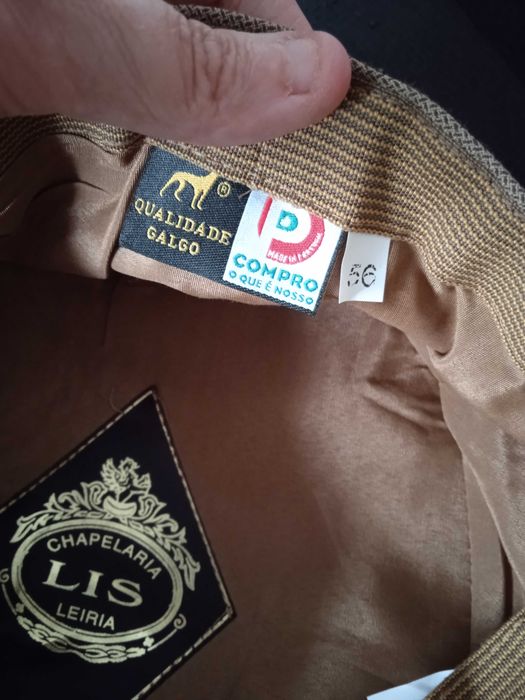 ®
QUALIDADE
GALGO
D
MADE IN PORTUGAL
COMPRO
O QUE É NOSSO
56
CHAPELARIA
LIS
LEIRIA